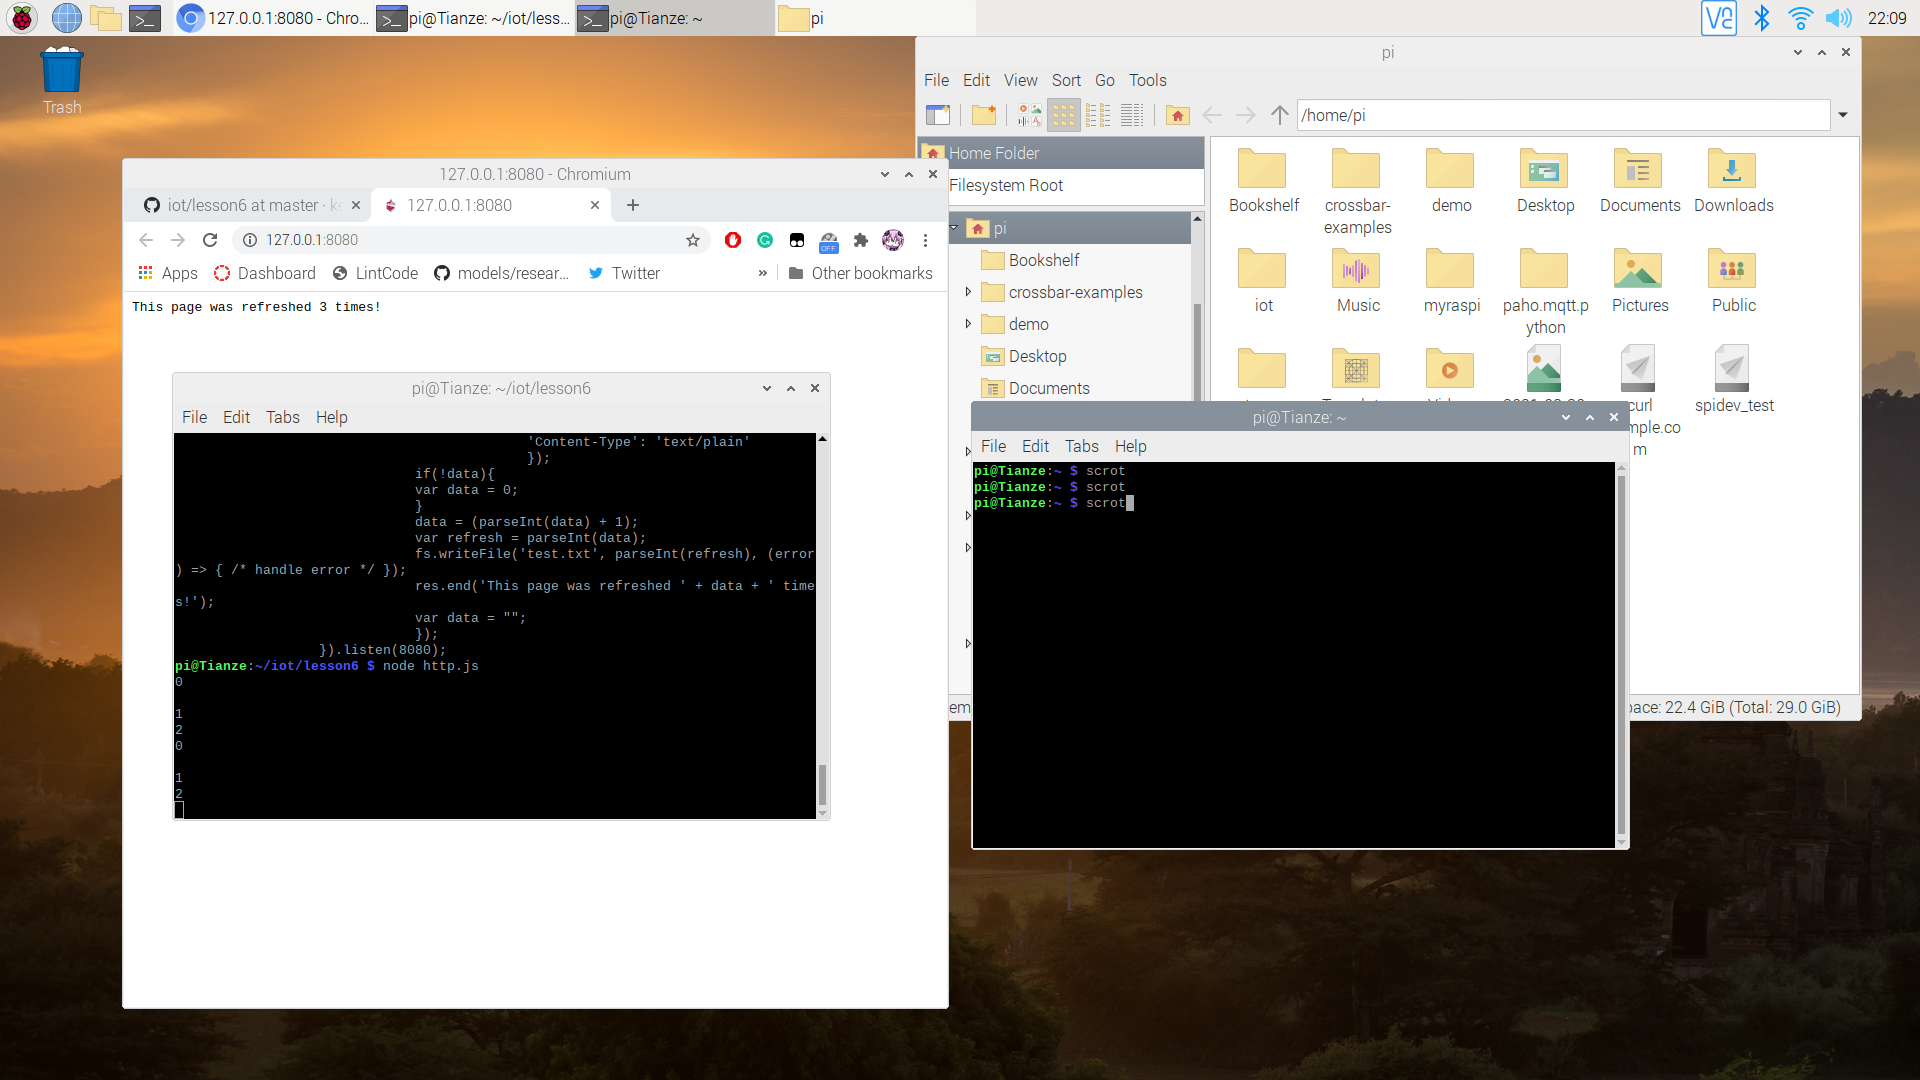 127.0.0.1:8080 - Chro...
pi@Tianze: ~/iot/less...
pi@Tianze: ~
pi
22:09
Trash
pi
File Edit View Sort Go Tools
/home/pi
Home Folder
Filesystem Root
pi
Bookshelf
crossbar-examples
demo
Desktop
Documents
Bookshelf
crossbar-
examples
demo
Desktop
Documents
Downloads
iot
Music
myraspi
paho.mqtt.p
ython
Pictures
Public
curl
mple.co
m
spidev_test
em
pace: 22.4 GiB (Total: 29.0 GiB)
127.0.0.1:8080 - Chromium
iot/lesson6 at master · k
127.0.0.1:8080
127.0.0.1:8080
OFF
Apps Dashboard LintCode models/resear... Twitter » Other bookmarks
This page was refreshed 3 times!
pi@Tianze: ~/iot/lesson6
File Edit Tabs Help
'Content-Type': 'text/plain'
});
if(!data){
var data = 0;
}
data = (parseInt(data) + 1);
var refresh = parseInt(data);
fs.writeFile('test.txt', parseInt(refresh), (error
) => { /* handle error */ });
res.end('This page was refreshed ' + data + ' time
s!');
var data = "";
});
}).listen(8080);
pi@Tianze:~/iot/lesson6 $ node http.js
0
1
2
0
1
2
pi@Tianze: ~
File Edit Tabs Help
pi@Tianze:~ $ scrot
pi@Tianze:~ $ scrot
pi@Tianze:~ $ scrot